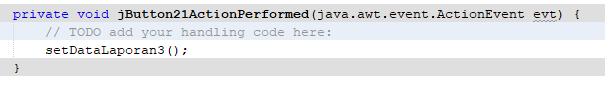 private void jButton21ActionPerformed(java.awt.event.ActionEvent evt) {
    // TODO add your handling code here:
    setDataLaporan3();
}